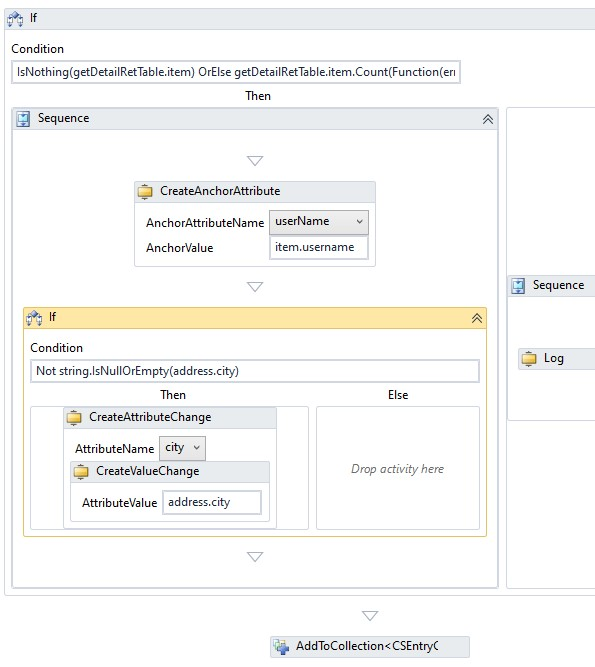 If
Condition
IsNothing(getDetailRetTable.item) OrElse getDetailRetTable.item.Count(Function(err
Then
Sequence
CreateAnchorAttribute
AnchorAttributeName userName
AnchorValue item.username
If
Condition
Not string.IsNullOrEmpty(address.city)
Then Else
CreateAttributeChange
AttributeName city
CreateValueChange
AttributeValue address.city
Drop activity here
Sequence
Log
AddToCollection<CSEntryC